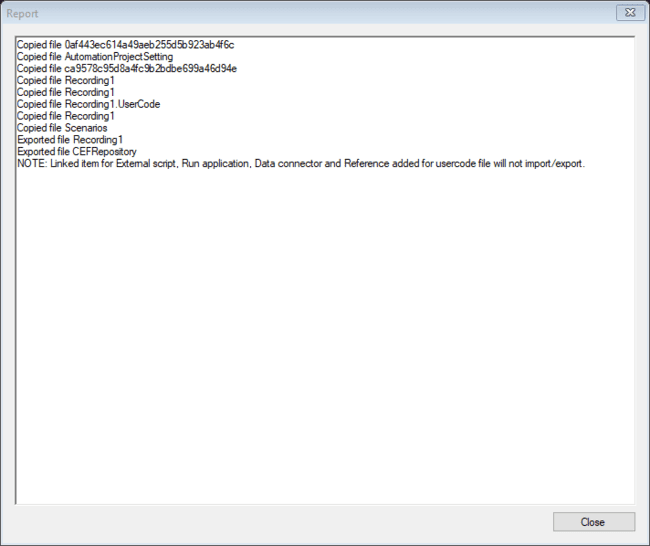 Report
Copied file 0af443ec614a49aeb255d5b923ab4f6c
Copied file AutomationProjectSetting
Copied file ca9578c95d8a4fc9b2bdbe699a46d94e
Copied file Recording1
Copied file Recording1
Copied file Recording1.UserCode
Copied file Recording1
Copied file Scenarios
Exported file Recording1
Exported file CEFRepository
NOTE: Linked item for External script, Run application, Data connector and Reference added for usercode file will not import/export.
Close